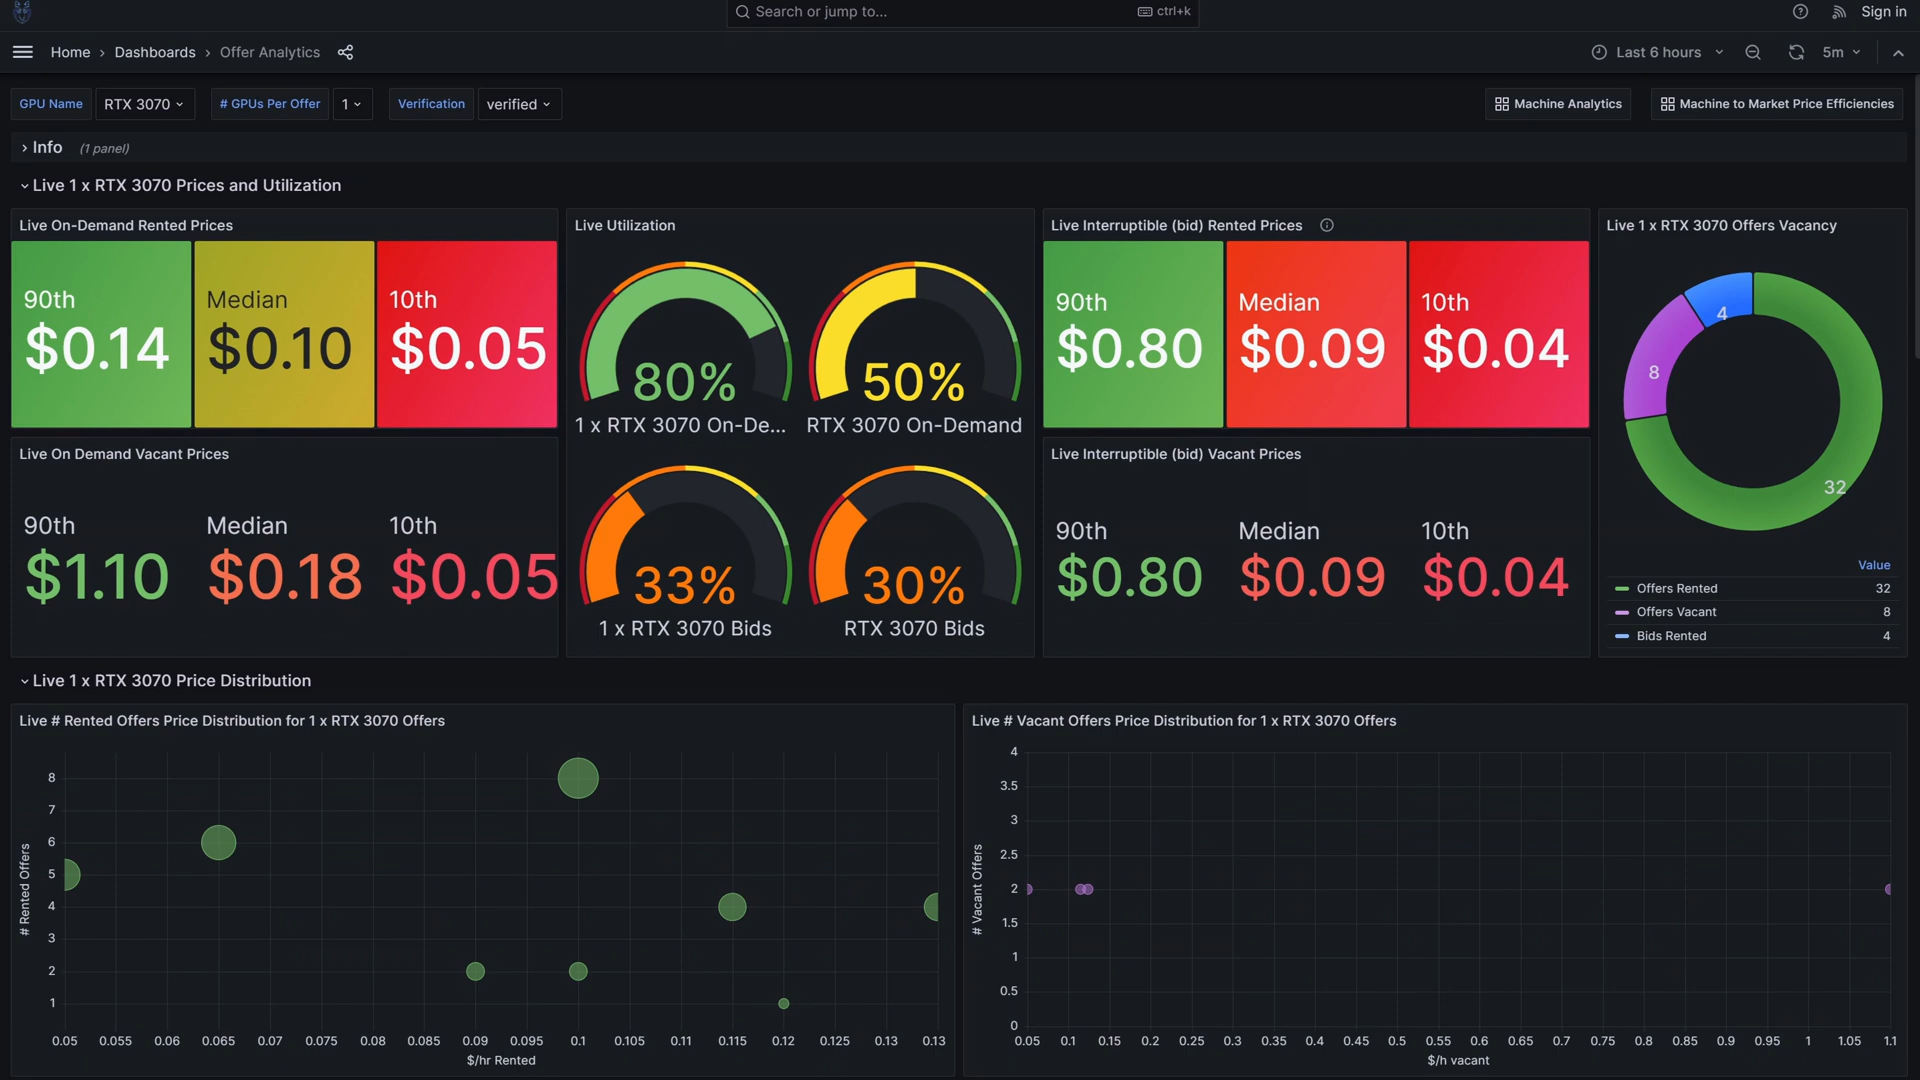 Search or jump to...
ctrl+k
Sign in
Home › Dashboards › Offer Analytics
Last 6 hours
5m
GPU Name
RTX 3070
# GPUs Per Offer
1
Verification
verified
Machine Analytics
Machine to Market Price Efficiencies
Info (1 panel)
Live 1 x RTX 3070 Prices and Utilization
Live On-Demand Rented Prices
90th
$0.14
Median
$0.10
10th
$0.05
Live On Demand Vacant Prices
90th
$1.10
Median
$0.18
10th
$0.05
Live Utilization
80%
1 x RTX 3070 On-De...
50%
RTX 3070 On-Demand
33%
1 x RTX 3070 Bids
30%
RTX 3070 Bids
Live Interruptible (bid) Rented Prices
90th
$0.80
Median
$0.09
10th
$0.04
Live Interruptible (bid) Vacant Prices
90th
$0.80
Median
$0.09
10th
$0.04
Live 1 x RTX 3070 Offers Vacancy
4
8
32
Value
Offers Rented 32
Offers Vacant 8
Bids Rented 4
Live 1 x RTX 3070 Price Distribution
Live # Rented Offers Price Distribution for 1 x RTX 3070 Offers
# Rented Offers
8
7
6
5
4
3
2
1
0.05 0.055 0.06 0.065 0.07 0.075 0.08 0.085 0.09 0.095 0.1 0.105 0.11 0.115 0.12 0.125 0.13 0.13
$/hr Rented
Live # Vacant Offers Price Distribution for 1 x RTX 3070 Offers
# Vacant Offers
4
3.5
3
2.5
2
1.5
1
0.5
0
0.05 0.1 0.15 0.2 0.25 0.3 0.35 0.4 0.45 0.5 0.55 0.6 0.65 0.7 0.75 0.8 0.85 0.9 0.95 1 1.05 1.1
$/h vacant